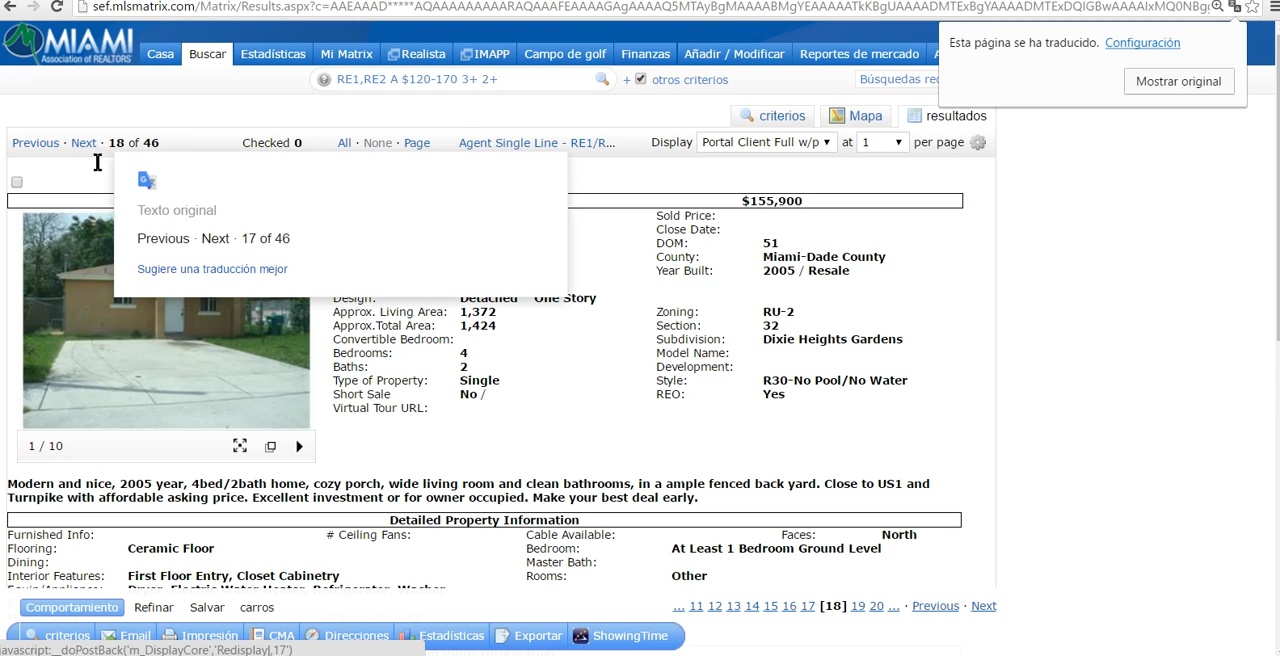 sef.mlsmatrix.com/Matrix/Results.aspx?c=AAEAAAD*****AQAAAAAAAAARAQAAAFEAAAAGAgAAAAQ5MTAyBgMAAAABMgYEAAAAATkKBgUAAAADMTExBgYAAAADMTExDQIGBwAAAAIxMQ0NBg
MIAMI
Association of REALTORS®
Casa
Buscar
Estadísticas
Mi Matrix
Realista
IMAPP
Campo de golf
Finanzas
Añadir / Modificar
Reportes de mercado
Esta página se ha traducido. Configuración
Mostrar original
RE1,RE2 A $120-170 3+ 2+
+ otros criterios
Búsquedas rec
criterios
Mapa
resultados
Previous · Next · 18 of 46
Checked 0
All · None · Page
Agent Single Line - RE1/R...
Display Portal Client Full w/p at 1 per page
Texto original
Previous · Next · 17 of 46
Sugiere una traducción mejor
$155,900
Sold Price:
Close Date:
DOM: 51
County: Miami-Dade County
Year Built: 2005 / Resale
Design: Detached One Story
Approx. Living Area: 1,372 Zoning: RU-2
Approx.Total Area: 1,424 Section: 32
Convertible Bedroom: Subdivision: Dixie Heights Gardens
Bedrooms: 4 Model Name:
Baths: 2 Development:
Type of Property: Single Style: R30-No Pool/No Water
Short Sale No / REO: Yes
Virtual Tour URL:
1 / 10
Modern and nice, 2005 year, 4bed/2bath home, cozy porch, wide living room and clean bathrooms, in a ample fenced back yard. Close to US1 and
Turnpike with affordable asking price. Excellent investment or for owner occupied. Make your best deal early.
Detailed Property Information
Furnished Info: # Ceiling Fans: Cable Available: Faces: North
Flooring: Ceramic Floor Bedroom: At Least 1 Bedroom Ground Level
Dining: Master Bath:
Interior Features: First Floor Entry, Closet Cabinetry Rooms: Other
Equip/Appliance: Dryer, Electric Water Heater, Refrigerator, Washer
Comportamiento Refinar Salvar carros
... 11 12 13 14 15 16 17 [18] 19 20 ... · Previous · Next
criterios Email Impresión CMA Direcciones Estadísticas Exportar ShowingTime
javascript:__doPostBack('m_DisplayCore','Redisplay|,17')